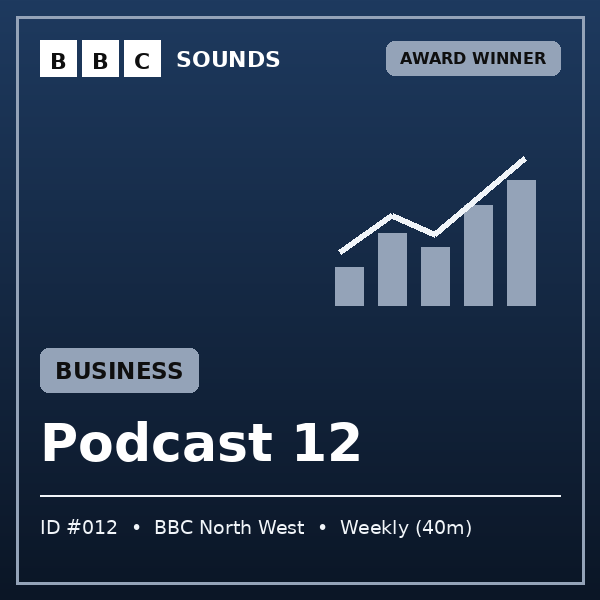 BBC SOUNDS
AWARD WINNER
BUSINESS
Podcast 12
ID #012 • BBC North West • Weekly (40m)